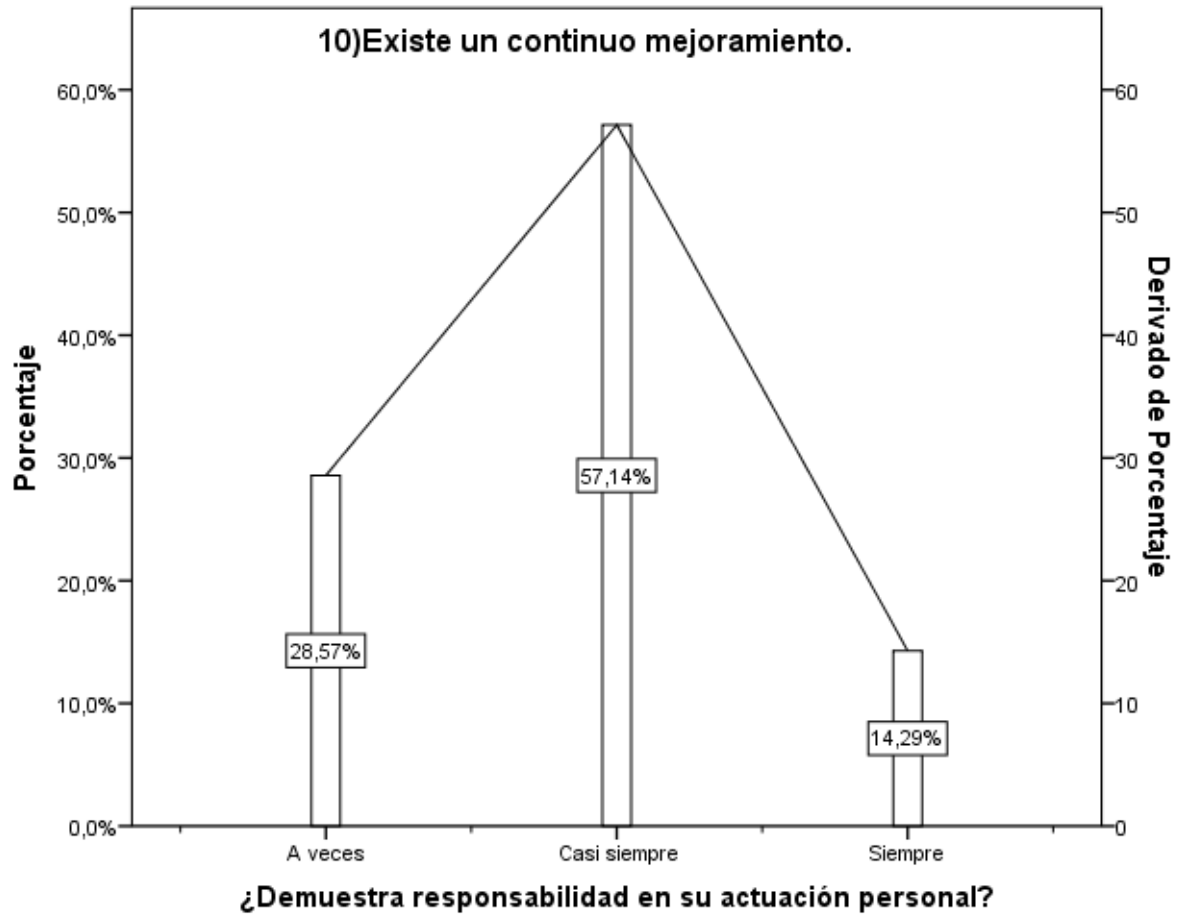 10)Existe un continuo mejoramiento.
60,0%
50,0%
40,0%
30,0%
20,0%
10,0%
0,0%
Porcentaje
60
50
40
30
20
10
0
Derivado de Porcentaje
28,57%
57,14%
14,29%
A veces
Casi siempre
Siempre
¿Demuestra responsabilidad en su actuación personal?